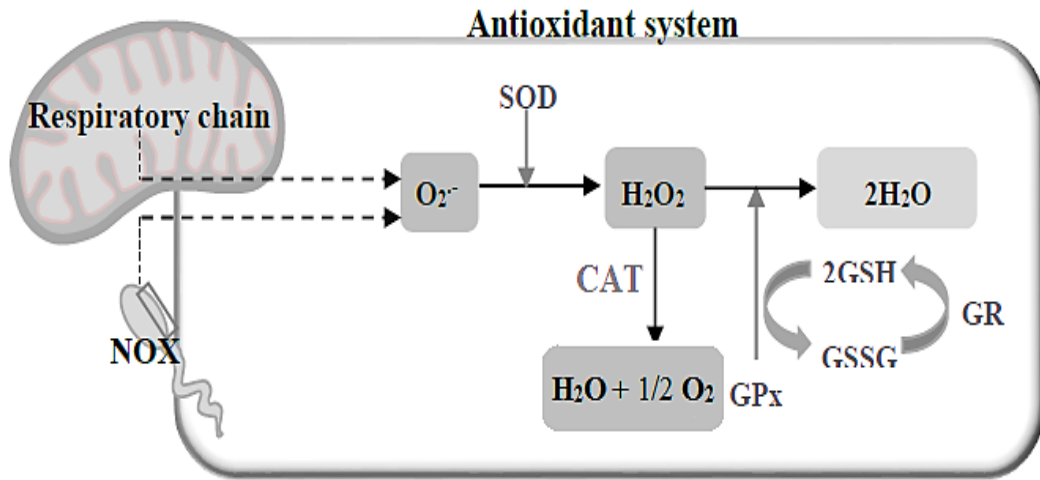 Antioxidant system
Respiratory chain
SOD
O₂·⁻
H₂O₂
2H₂O
CAT
2GSH
GR
GSSG
NOX
H₂O + 1/2 O₂
GPx